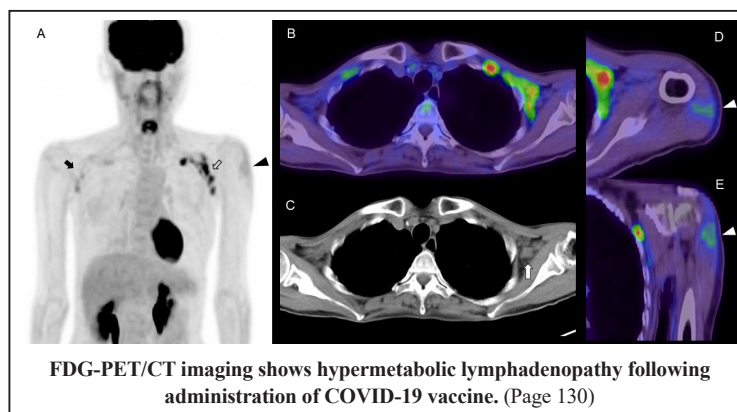 A
B
D
C
E
FDG-PET/CT imaging shows hypermetabolic lymphadenopathy following
administration of COVID-19 vaccine. (Page 130)